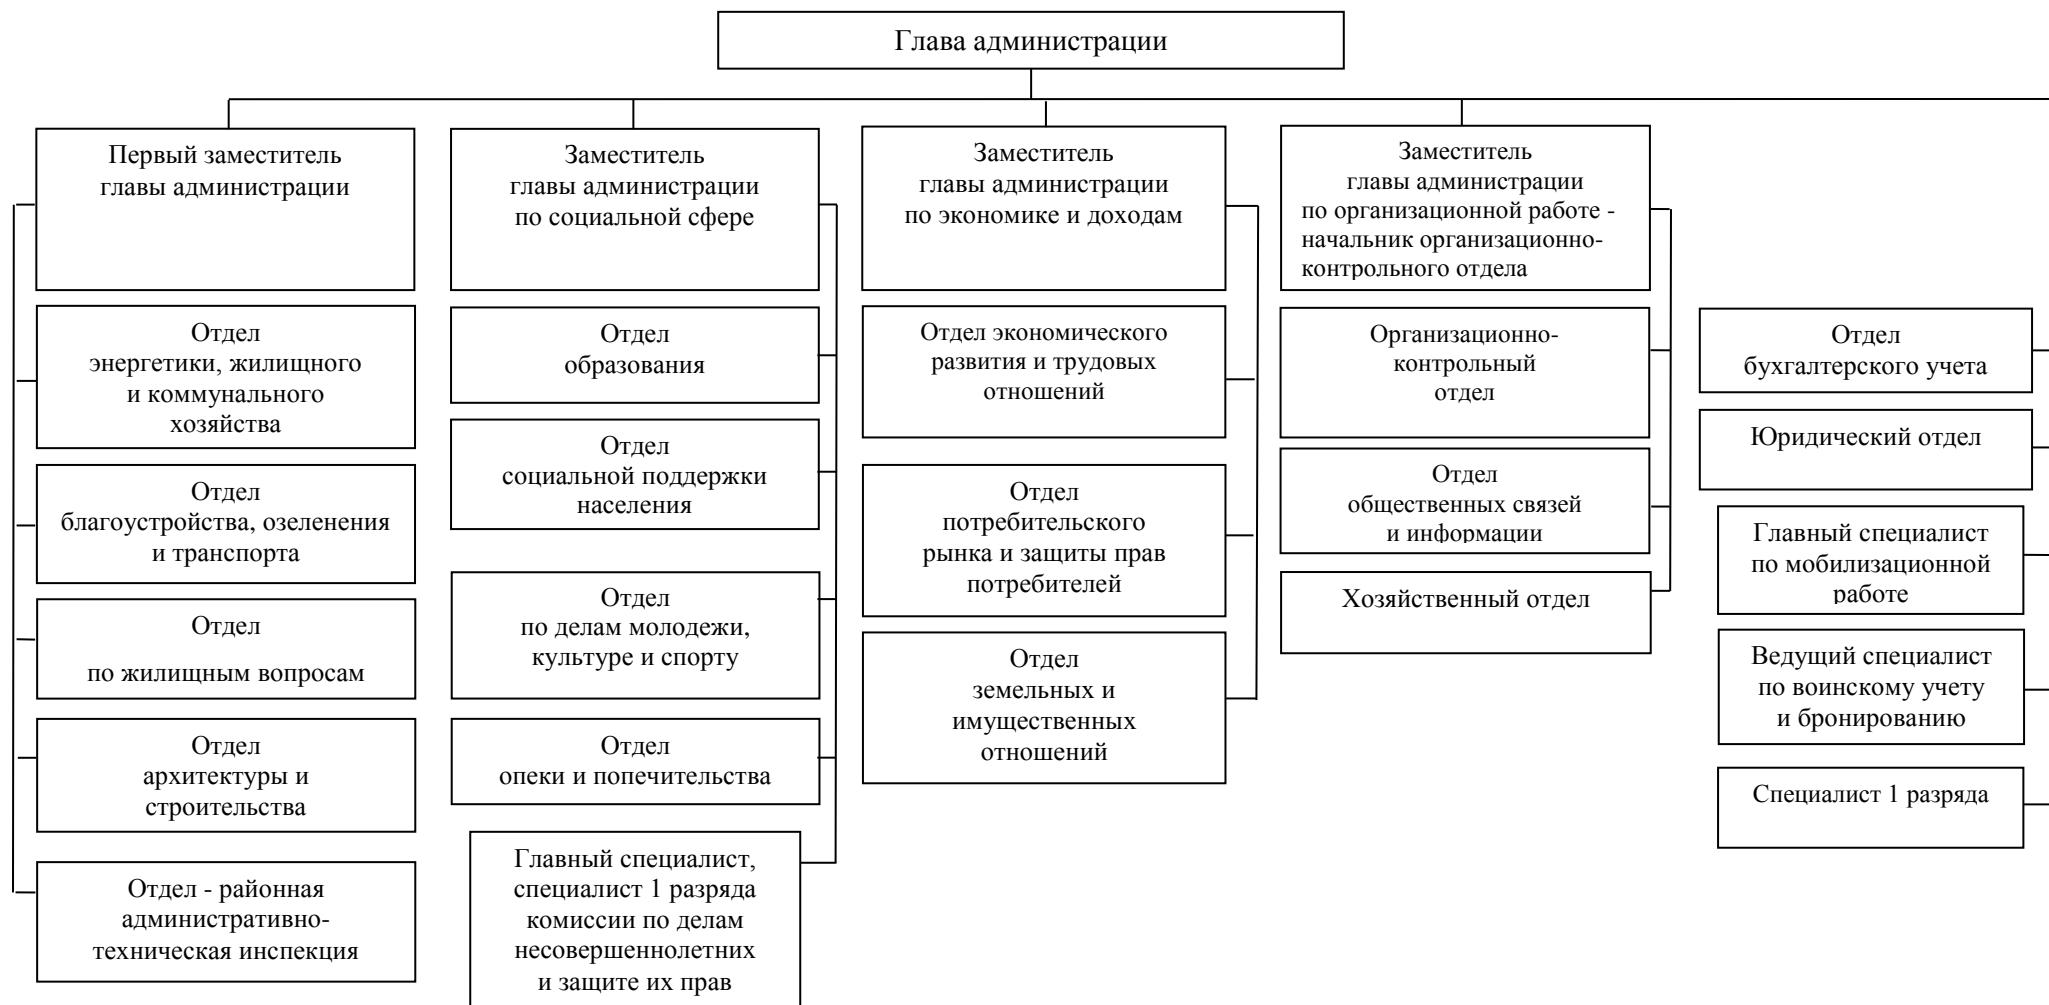 Глава администрации
Первый заместитель
главы администрации
Заместитель
главы администрации
по социальной сфере
Заместитель
главы администрации
по экономике и доходам
Заместитель
главы администрации
по организационной работе -
начальник организационно-
контрольного отдела
Отдел
энергетики, жилищного
и коммунального
хозяйства
Отдел
благоустройства, озеленения
и транспорта
Отдел
по жилищным вопросам
Отдел
архитектуры и
строительства
Отдел - районная
административно-
техническая инспекция
Отдел
образования
Отдел
социальной поддержки
населения
Отдел
по делам молодежи,
культуре и спорту
Отдел
опеки и попечительства
Главный специалист,
специалист 1 разряда
комиссии по делам
несовершеннолетних
и защите их прав
Отдел экономического
развития и трудовых
отношений
Отдел
потребительского
рынка и защиты прав
потребителей
Отдел
земельных и
имущественных
отношений
Организационно-
контрольный
отдел
Отдел
общественных связей
и информации
Хозяйственный отдел
Отдел
бухгалтерского учета
Юридический отдел
Главный специалист
по мобилизационной
работе
Ведущий специалист
по воинскому учету
и бронированию
Специалист 1 разряда